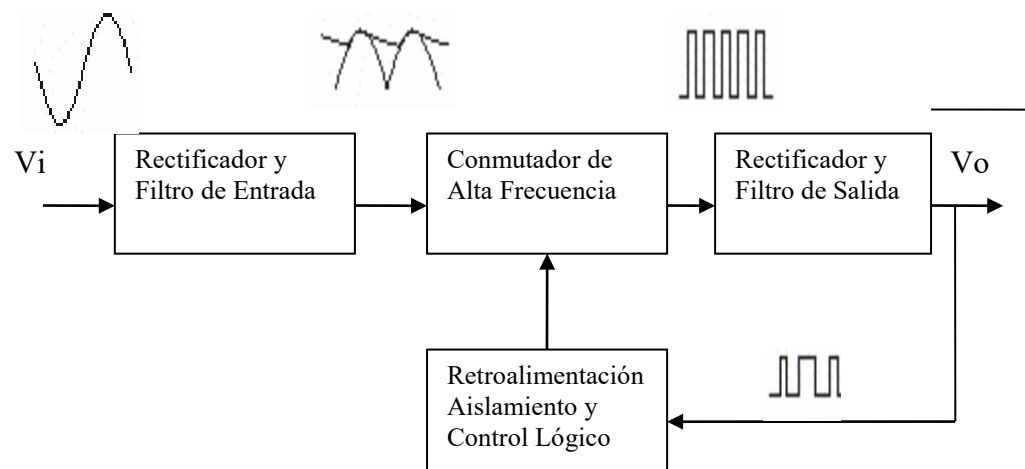 Vi
Rectificador y
Filtro de Entrada
Conmutador de
Alta Frecuencia
Rectificador y
Filtro de Salida
Vo
Retroalimentación
Aislamiento y
Control Lógico